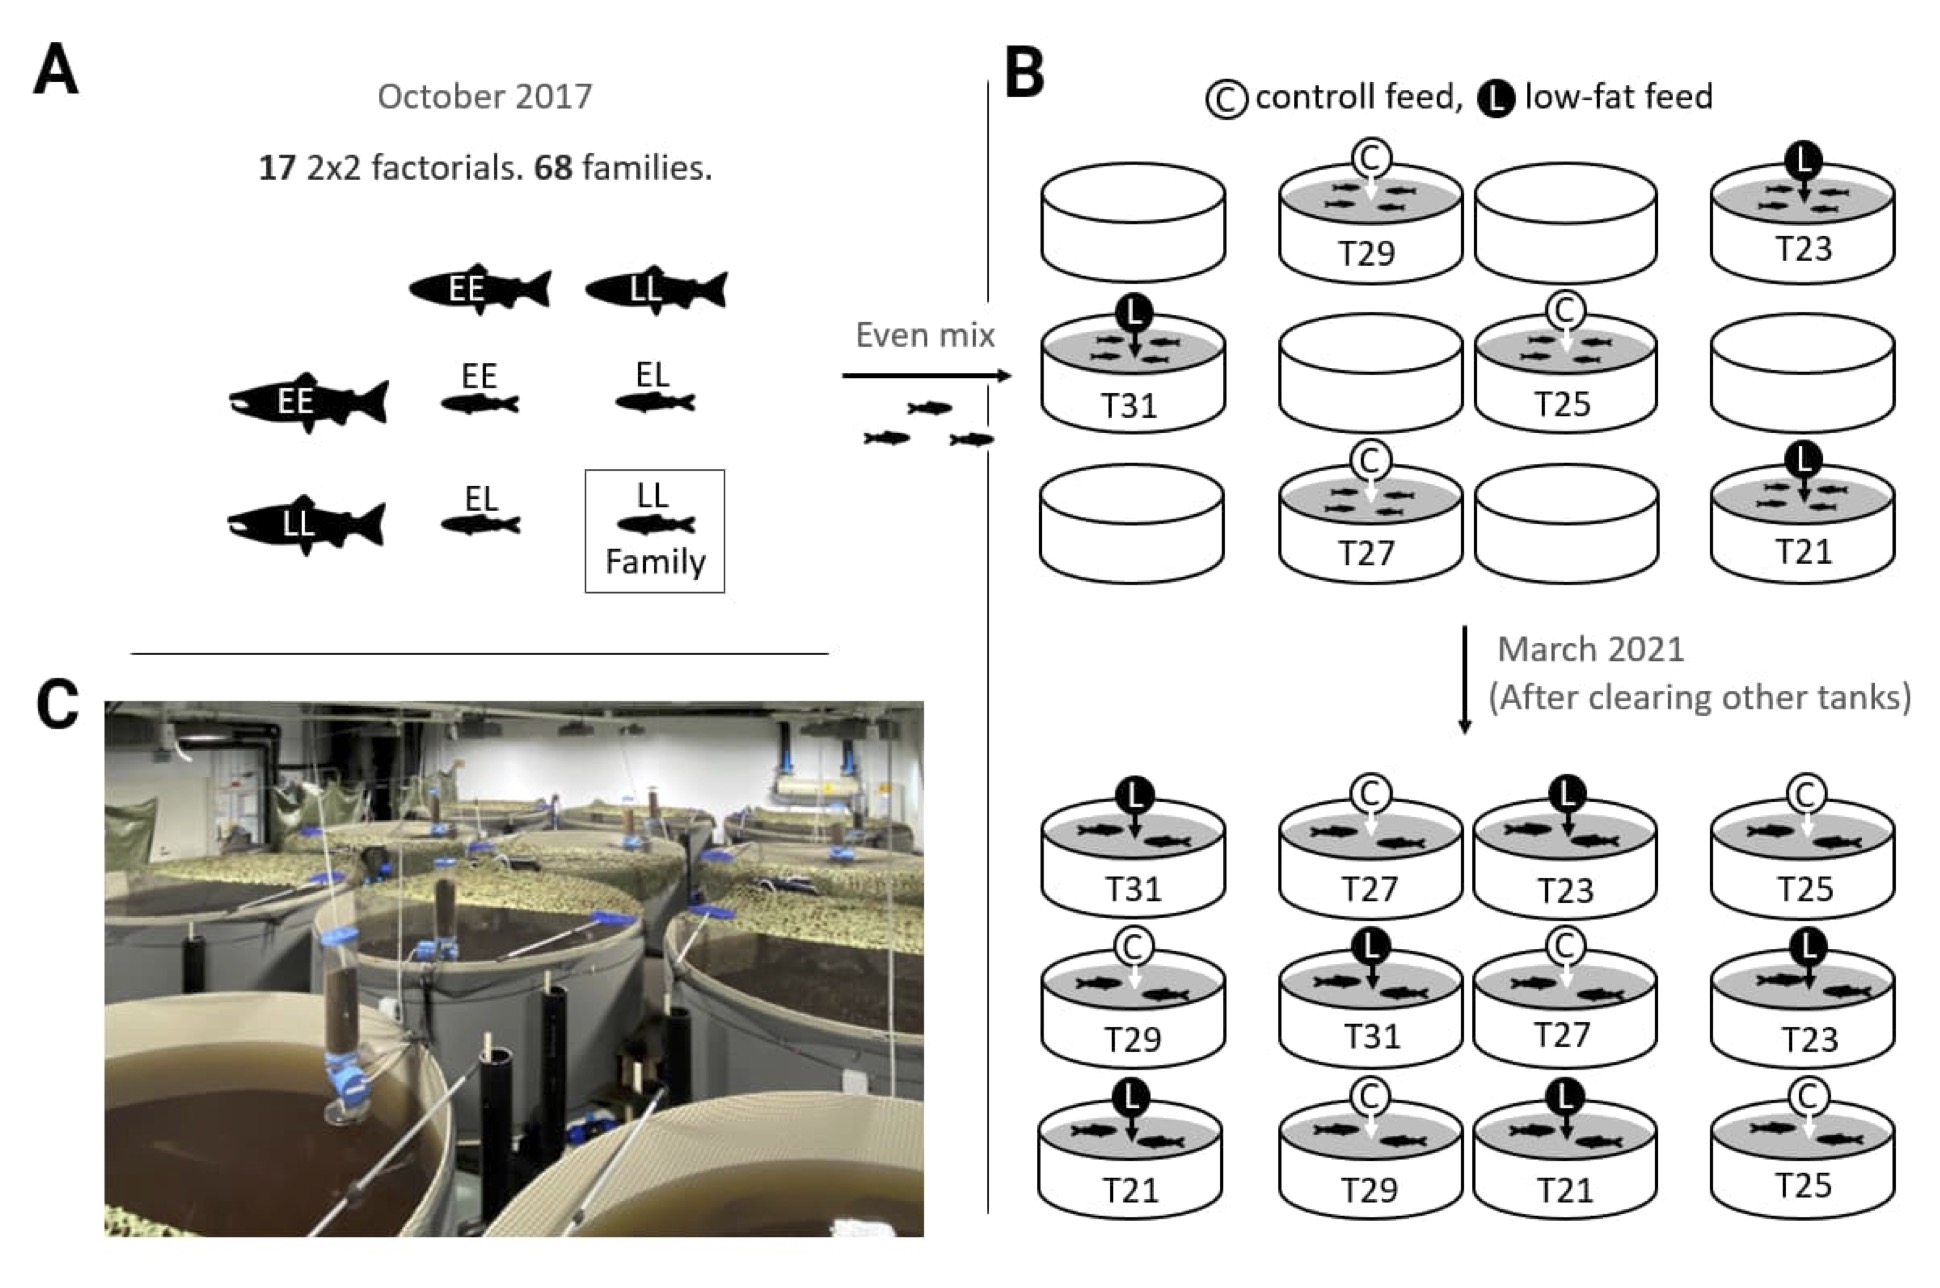 A
October 2017
17 2x2 factorials. 68 families.
EE LL
EE EE EL
LL EL LL
Family
Even mix
B
C controll feed, L low-fat feed
C L
T29 T23
L C
T31 T25
C L
T27 T21
March 2021
(After clearing other tanks)
L C L C
T31 T27 T23 T25
C L C L
T29 T31 T27 T23
L C L C
T21 T29 T21 T25
C